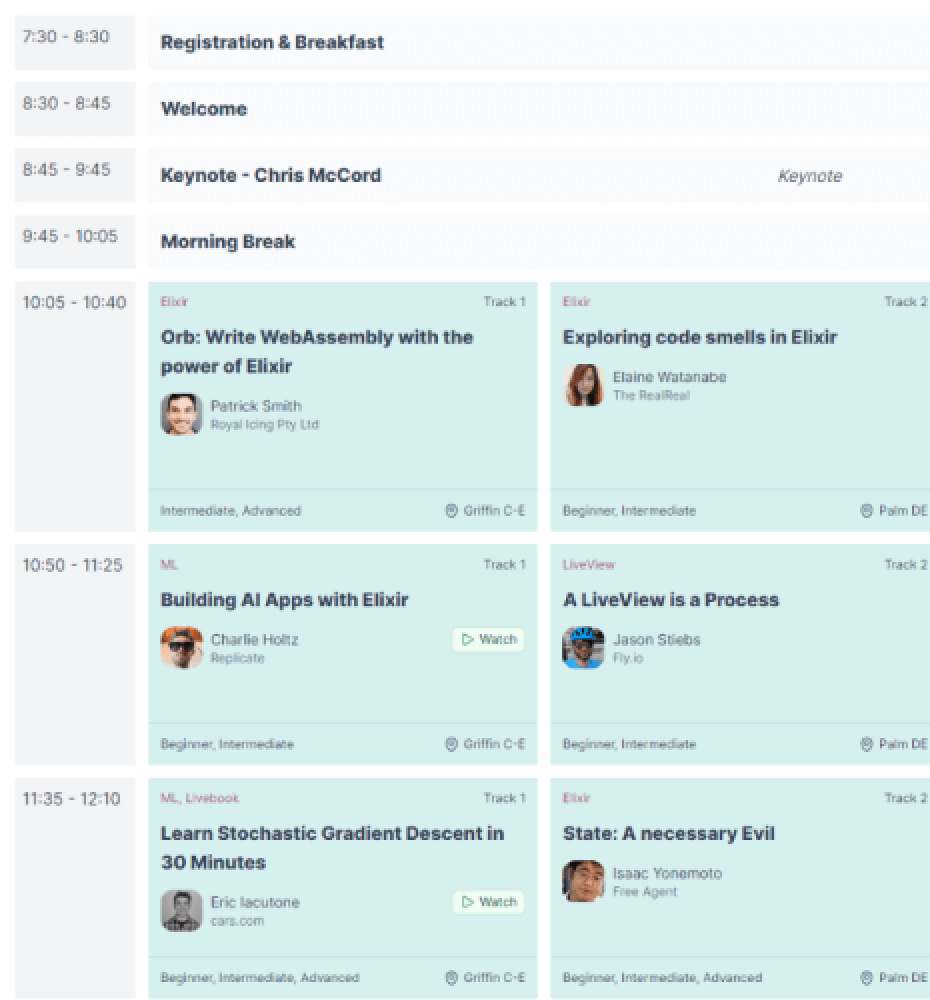 7:30 - 8:30
Registration & Breakfast
8:30 - 8:45
Welcome
8:45 - 9:45
Keynote - Chris McCord
Keynote
9:45 - 10:05
Morning Break
10:05 - 10:40
Elixir
Track 1
Orb: Write WebAssembly with the
power of Elixir
Patrick Smith
Royal Icing Pty Ltd
Intermediate, Advanced
Griffin C-E
Elixir
Track 2
Exploring code smells in Elixir
Elaine Watanabe
The RealReal
Beginner, Intermediate
Palm DE
10:50 - 11:25
ML
Track 1
Building AI Apps with Elixir
Charlie Holtz
Replicate
Watch
Beginner, Intermediate
Griffin C-E
LiveView
Track 2
A LiveView is a Process
Jason Stiebs
Fly.io
Beginner, Intermediate
Palm DE
11:35 - 12:10
ML, Livebook
Track 1
Learn Stochastic Gradient Descent in
30 Minutes
Eric Iacutone
cars.com
Watch
Beginner, Intermediate, Advanced
Griffin C-E
Elixir
Track 2
State: A necessary Evil
Isaac Yonemoto
Free Agent
Beginner, Intermediate, Advanced
Palm DE